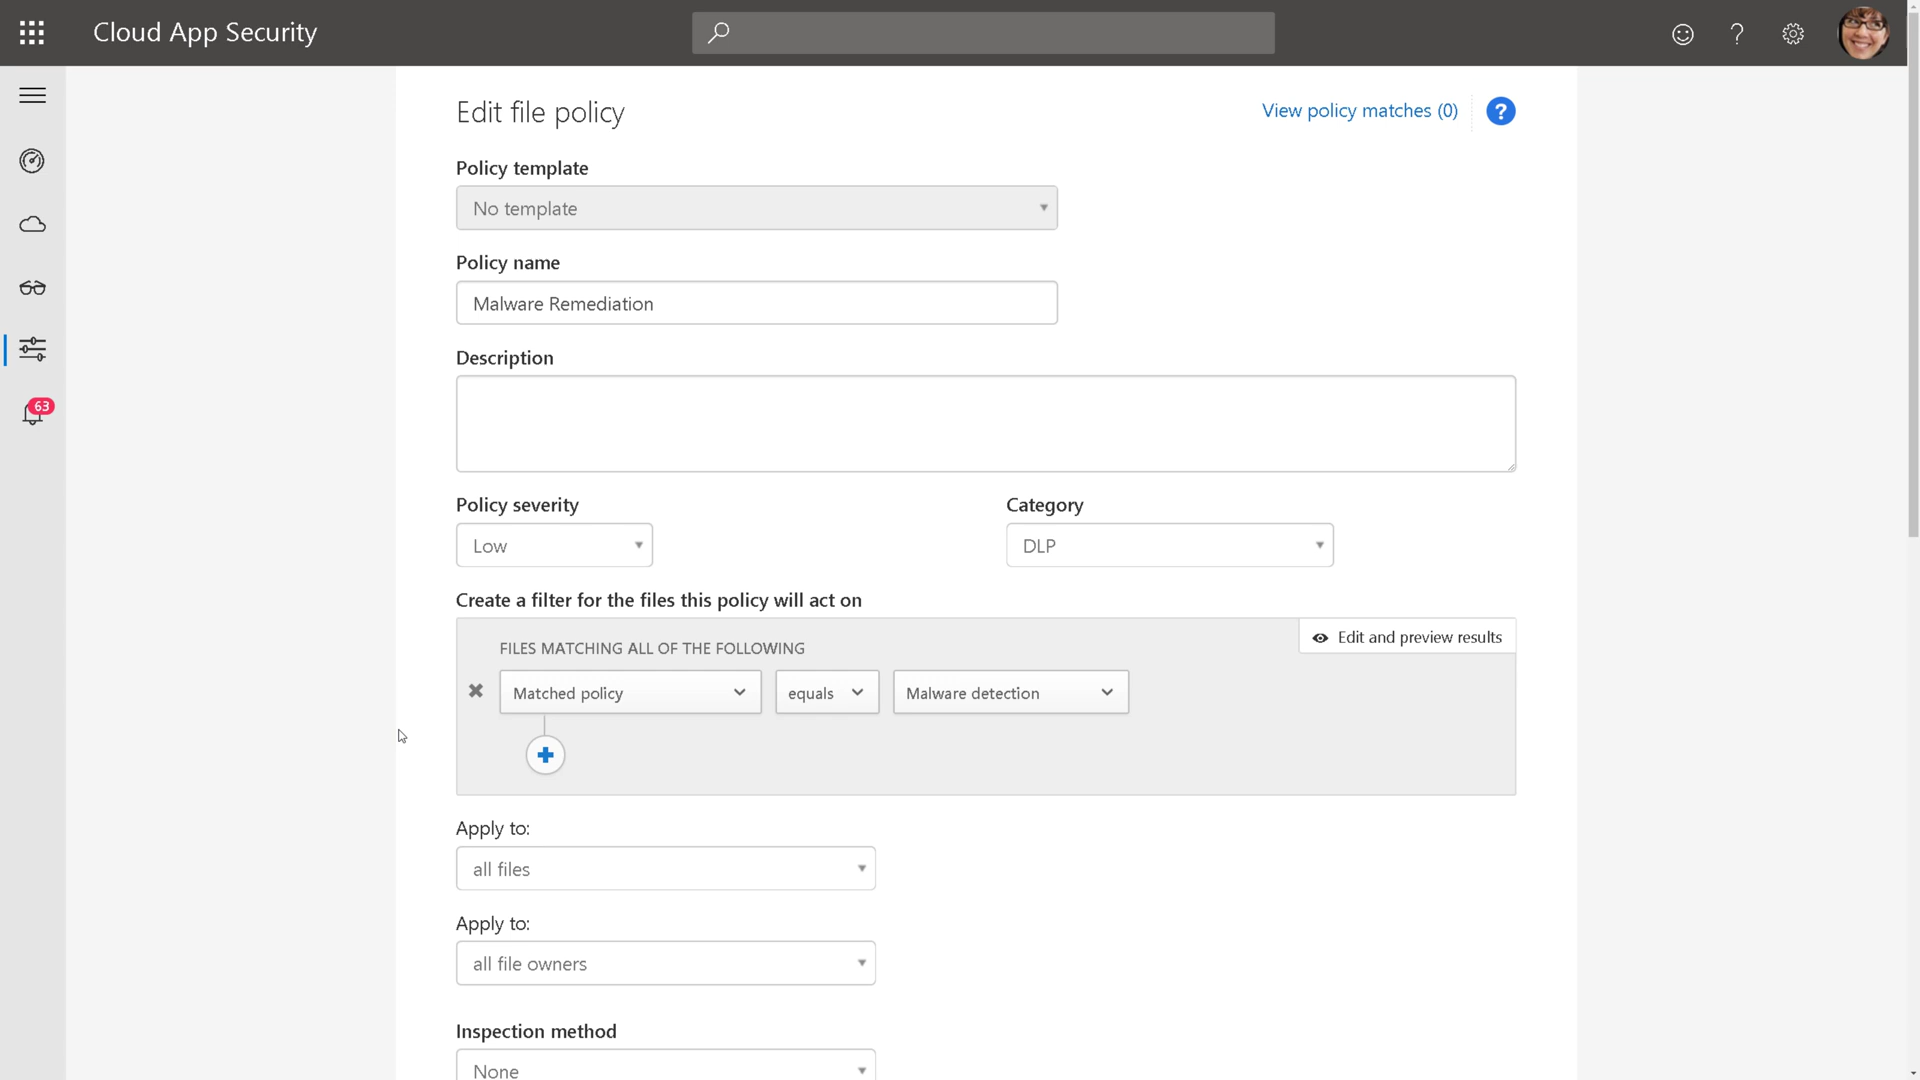 Cloud App Security
Edit file policy
View policy matches (0)
?
Policy template
No template
Policy name
Malware Remediation
Description
63
Policy severity
Category
Low
DLP
Create a filter for the files this policy will act on
FILES MATCHING ALL OF THE FOLLOWING
Edit and preview results
Matched policy
equals
Malware detection
Apply to:
all files
Apply to:
all file owners
Inspection method
None